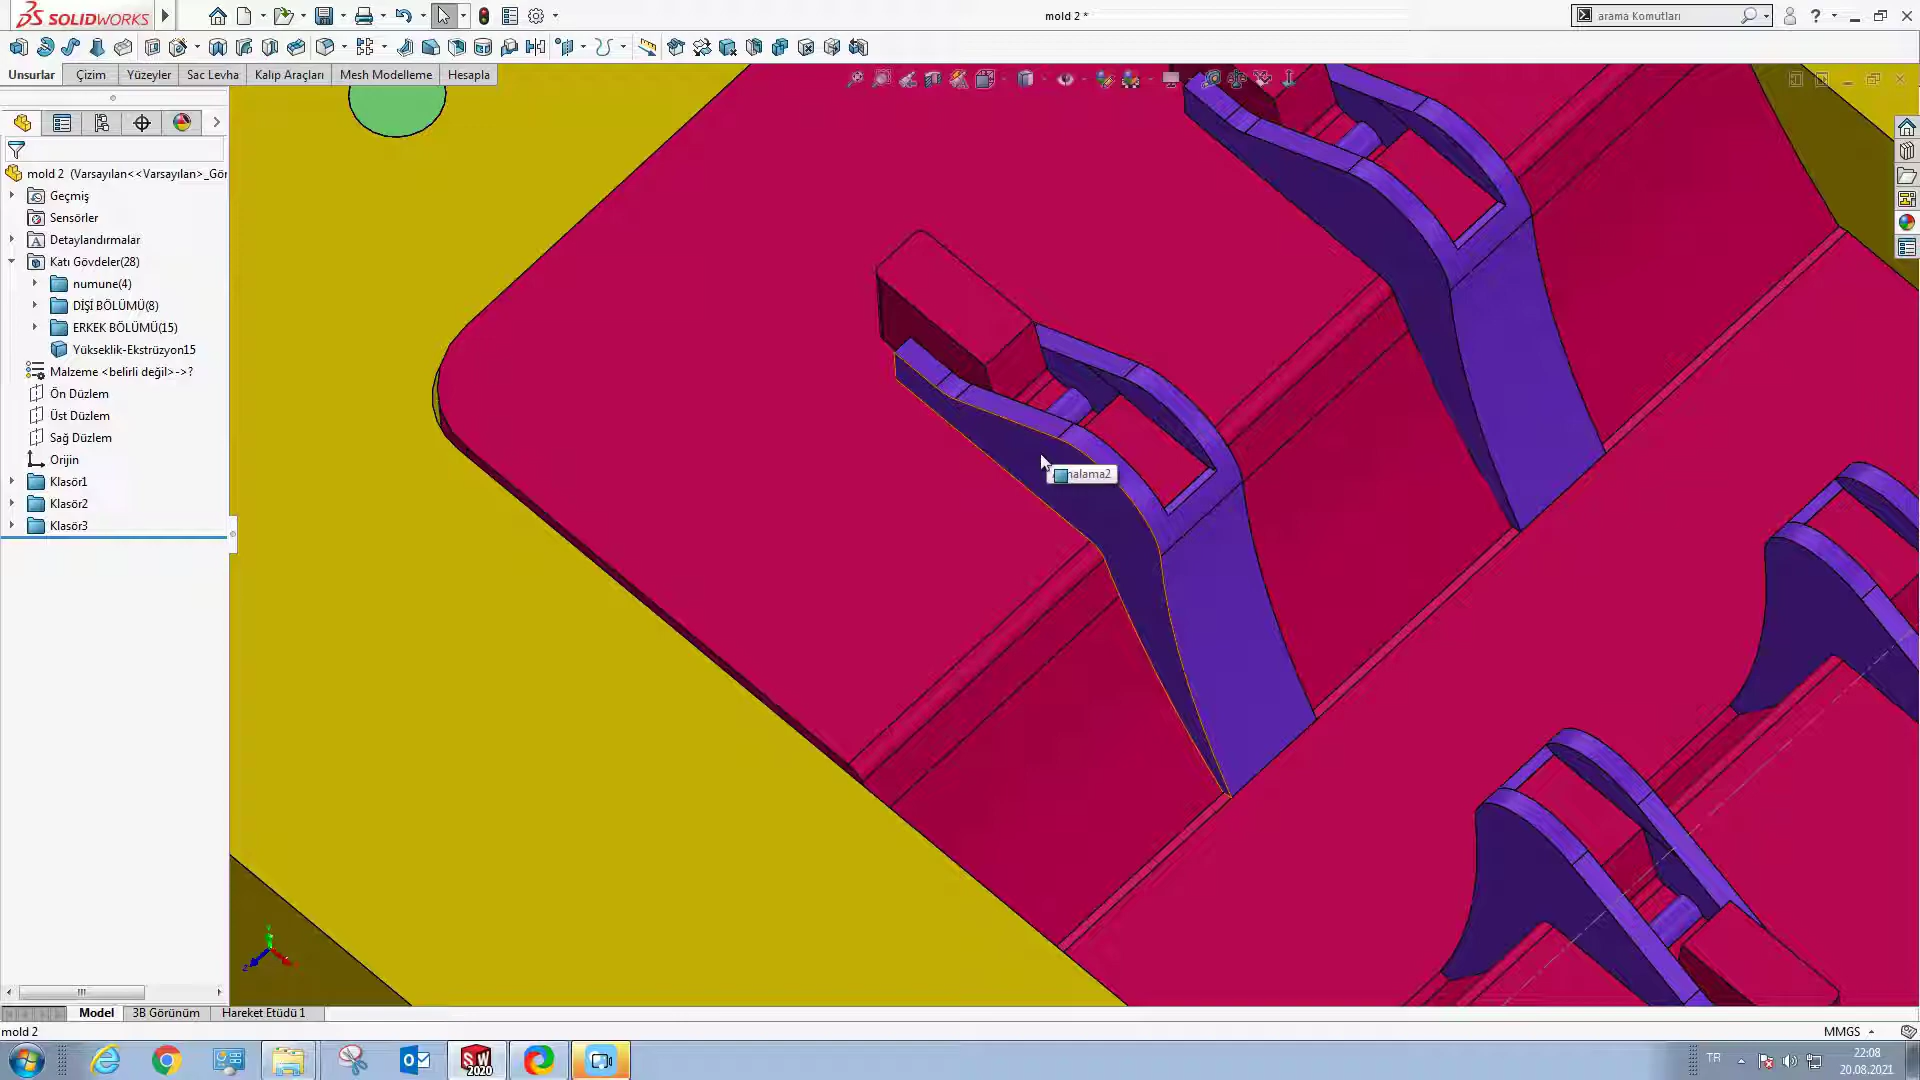 SOLIDWORKS
mold 2 *
arama Komutları
Unsurlar
Çizim
Yüzeyler
Sac Levha
Kalıp Araçları
Mesh Modelleme
Hesapla
mold 2 (Varsayılan<<Varsayılan>_Gör
Geçmiş
Sensörler
Detaylandırmalar
Katı Gövdeler(28)
numune(4)
DİŞİ BÖLÜMÜ(8)
ERKEK BÖLÜMÜ(15)
Yükseklik-Ekstrüzyon15
Malzeme <belirli değil>->?
Ön Düzlem
Üst Düzlem
Sağ Düzlem
Orijin
Klasör1
Klasör2
Klasör3
nalama2
Model
3B Görünüm
Hareket Etüdü 1
mold 2
MMGS
SW
2020
TR
22:08
20.08.2021